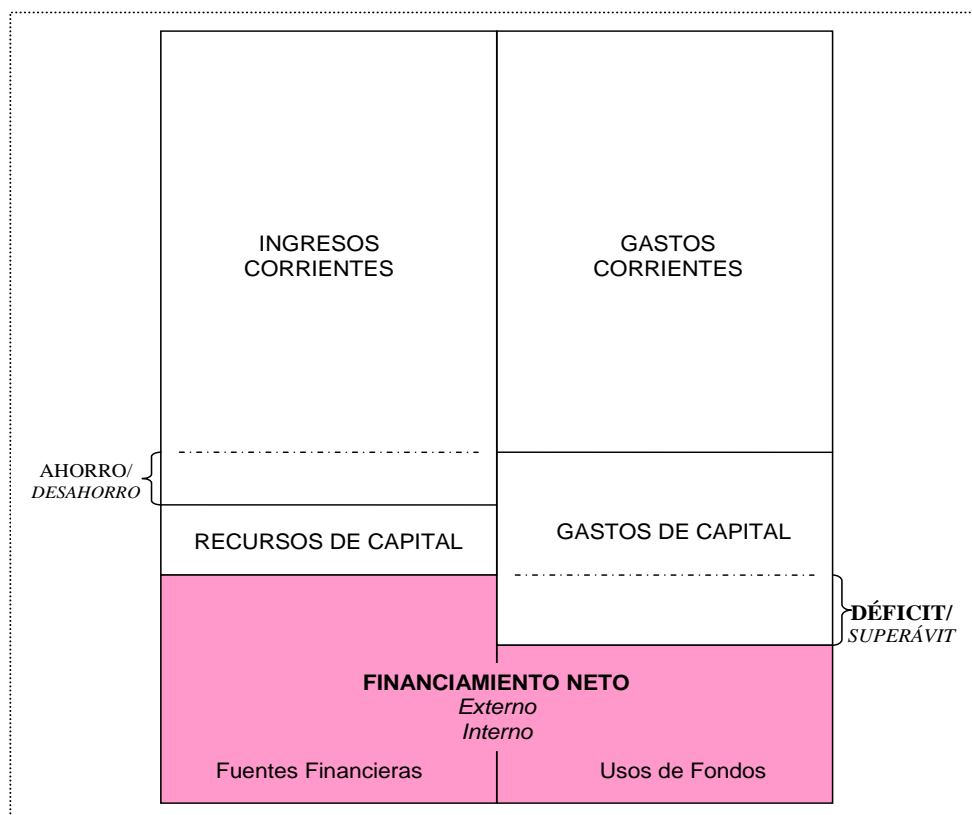 INGRESOS
CORRIENTES
GASTOS
CORRIENTES
AHORRO/
DESAHORRO
RECURSOS DE CAPITAL
GASTOS DE CAPITAL
DÉFICIT/
SUPERÁVIT
FINANCIAMIENTO NETO
Externo
Interno
Fuentes Financieras
Usos de Fondos